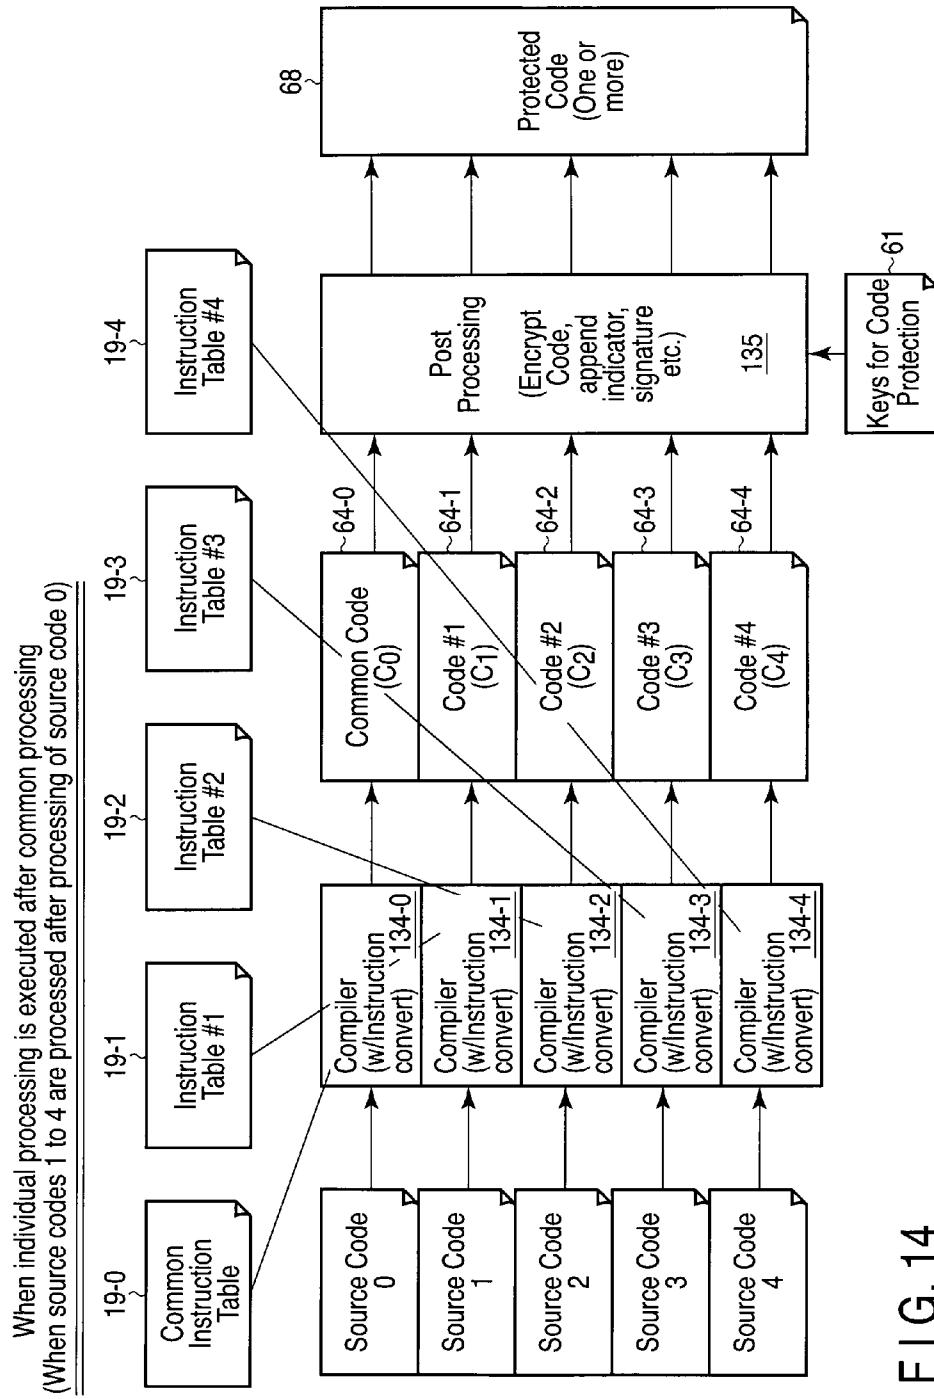 When individual processing is executed after common processing
(When source codes 1 to 4 are processed after processing of source code 0)
19-0
Common
Instruction
Table
19-1
Instruction
Table #1
19-2
Instruction
Table #2
19-3
Instruction
Table #3
19-4
Instruction
Table #4
Source Code
0
Source Code
1
Source Code
2
Source Code
3
Source Code
4
Compiler
(w/Instruction
convert) 134-0
Compiler
(w/Instruction
convert) 134-1
Compiler
(w/Instruction
convert) 134-2
Compiler
(w/Instruction
convert) 134-3
Compiler
(w/Instruction
convert) 134-4
Common Code
(C0)
64-0
Code #1
(C1)
64-1
Code #2
(C2)
64-2
Code #3
(C3)
64-3
Code #4
(C4)
64-4
Post
Processing
(Encrypt
Code,
append
indicator,
signature
etc.)
135
Keys for Code
Protection
61
68
Protected
Code
(One or
more)
FIG. 14